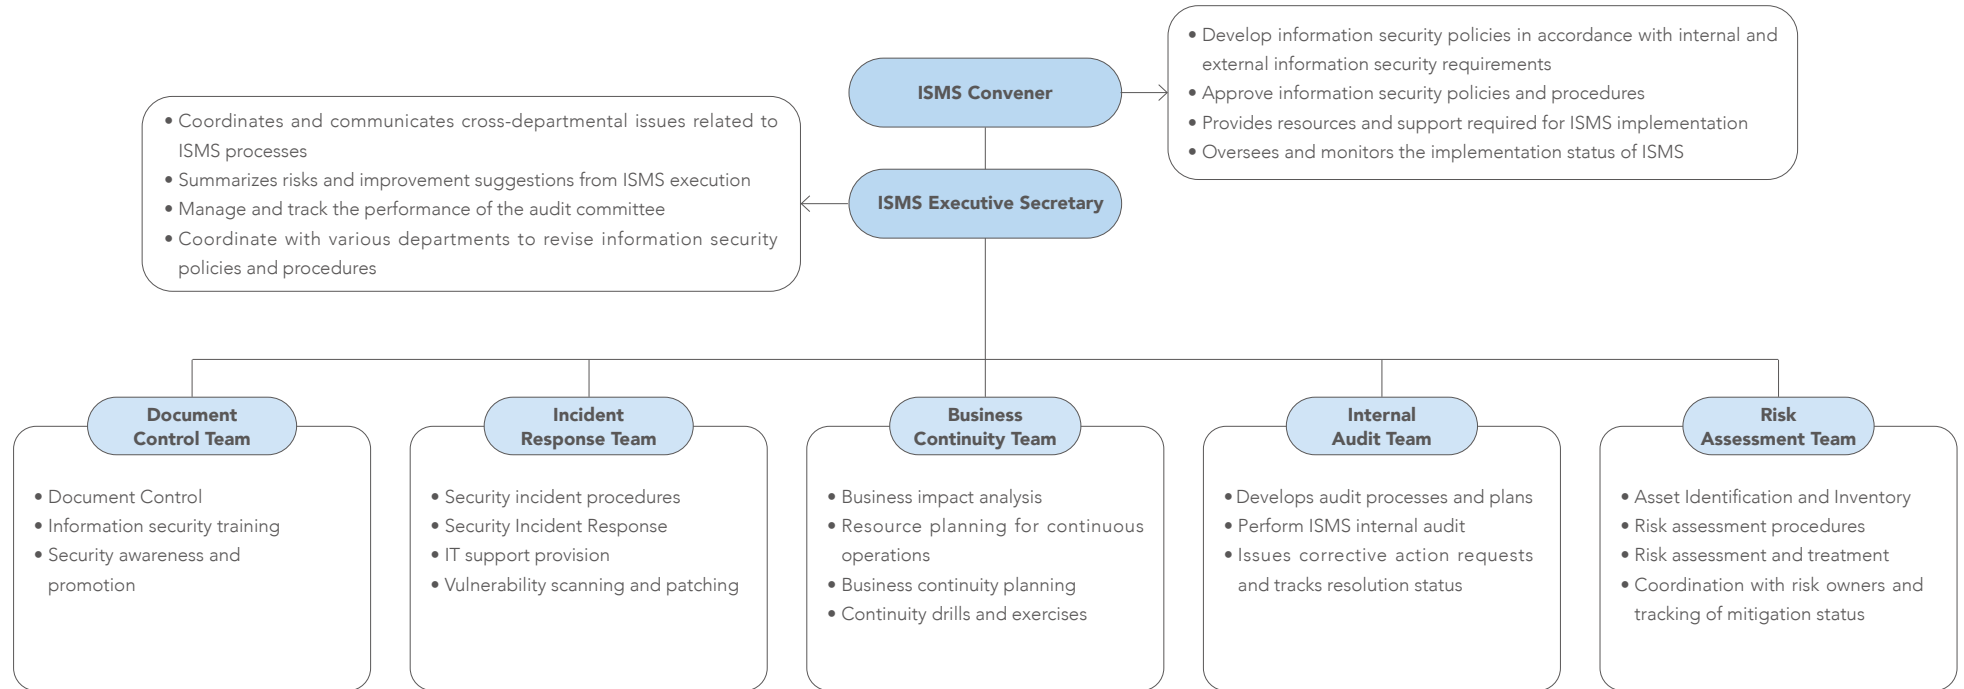 ISMS Convener
• Develop information security policies in accordance with internal and
external information security requirements
• Approve information security policies and procedures
• Provides resources and support required for ISMS implementation
• Oversees and monitors the implementation status of ISMS
ISMS Executive Secretary
• Coordinates and communicates cross-departmental issues related to
ISMS processes
• Summarizes risks and improvement suggestions from ISMS execution
• Manage and track the performance of the audit committee
• Coordinate with various departments to revise information security
policies and procedures
Document
Control Team
• Document Control
• Information security training
• Security awareness and
promotion
Incident
Response Team
• Security incident procedures
• Security Incident Response
• IT support provision
• Vulnerability scanning and patching
Business
Continuity Team
• Business impact analysis
• Resource planning for continuous
operations
• Business continuity planning
• Continuity drills and exercises
Internal
Audit Team
• Develops audit processes and plans
• Perform ISMS internal audit
• Issues corrective action requests
and tracks resolution status
Risk
Assessment Team
• Asset Identification and Inventory
• Risk assessment procedures
• Risk assessment and treatment
• Coordination with risk owners and
tracking of mitigation status